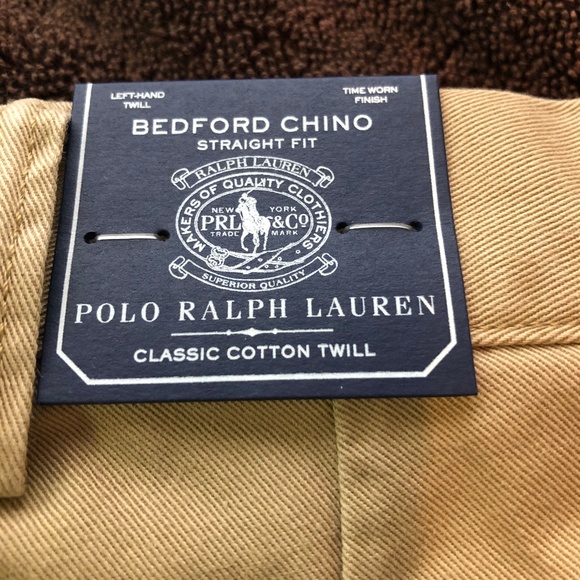 LEFT-HAND
TWILL
TIME WORN
FINISH
BEDFORD CHINO
STRAIGHT FIT
RALPH LAUREN
MAKERS OF QUALITY CLOTHIERS
NEW YORK
PRL & Co
TRADE MARK
SUPERIOR QUALITY
POLO RALPH LAUREN
CLASSIC COTTON TWILL